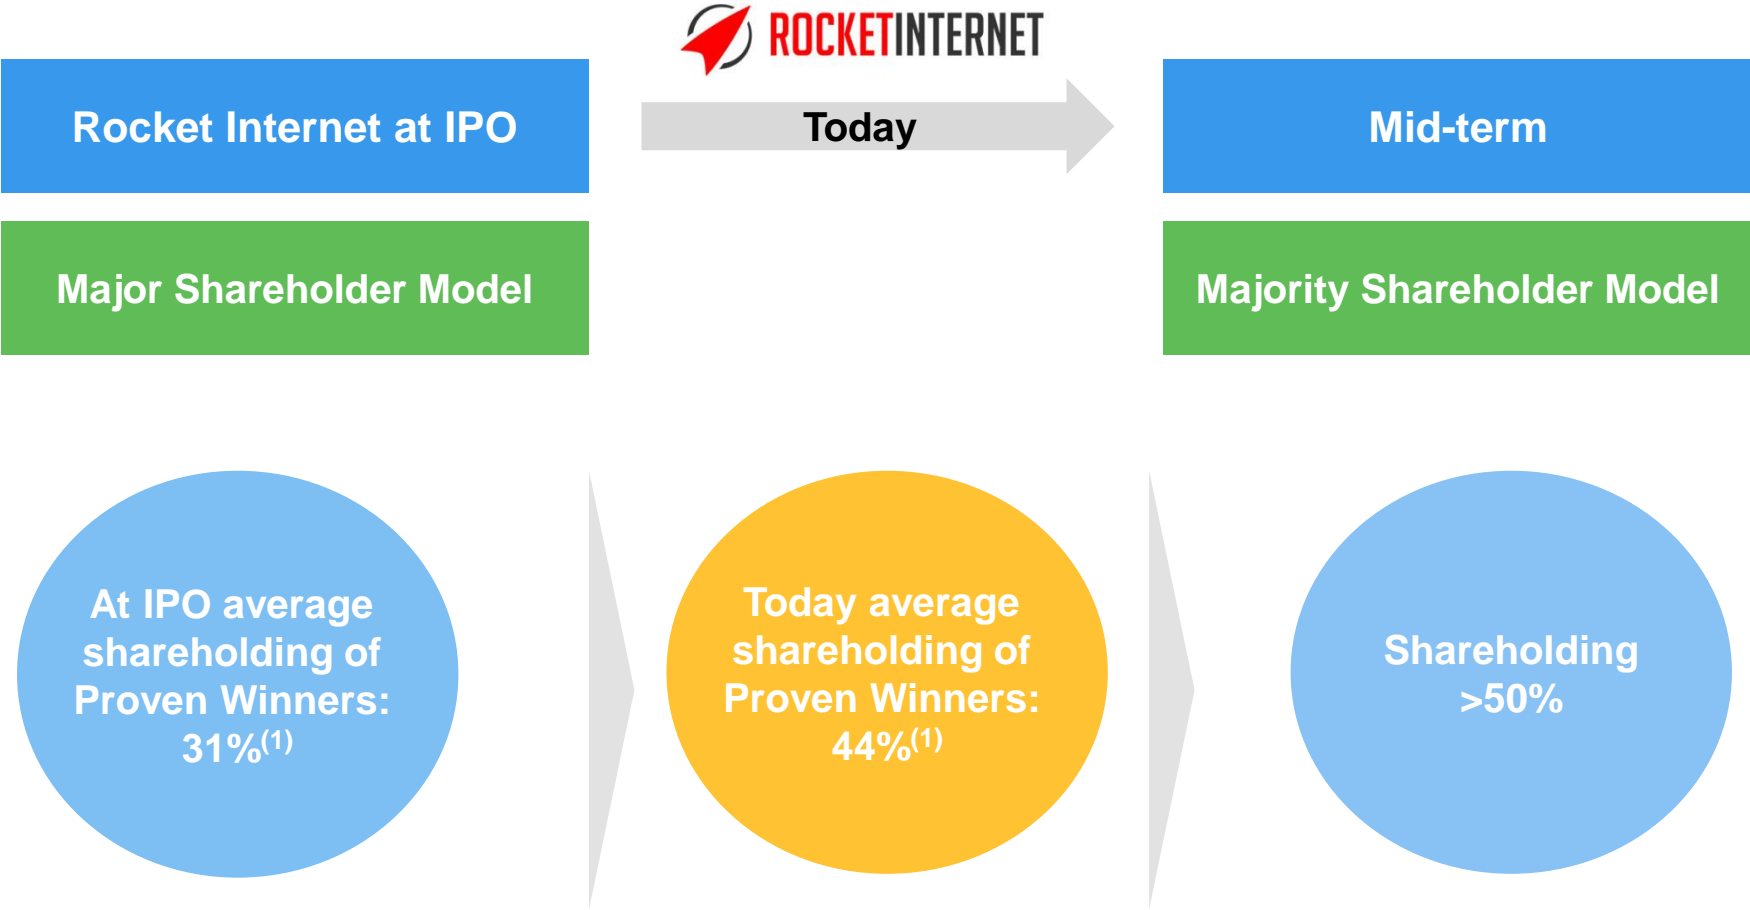 ROCKETINTERNET
Rocket Internet at IPO
Today
Mid-term
Major Shareholder Model
Majority Shareholder Model
At IPO average
shareholding of
Proven Winners:
31%(1)
Today average
shareholding of
Proven Winners:
44%(1)
Shareholding
>50%